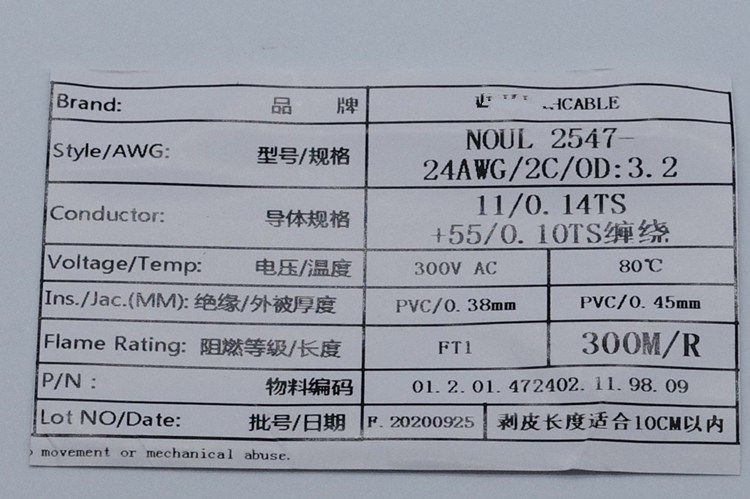 Brand: 品 牌 HCABLE
Style/AWG: 型号/规格 NOUL 2547-
24AWG/2C/OD:3.2
Conductor: 导体规格 11/0.14TS
+55/0.10TS缠绕
Voltage/Temp: 电压/温度 300V AC 80℃
Ins./Jac.(MM): 绝缘/外被厚度 PVC/0.38mm PVC/0.45mm
Flame Rating: 阻燃等级/长度 FT1 300M/R
P/N : 物料编码 01.2.01.472402.11.98.09
Lot NO/Date: 批号/日期 F.20200925 剥皮长度适合10CM以内
movement or mechanical abuse.